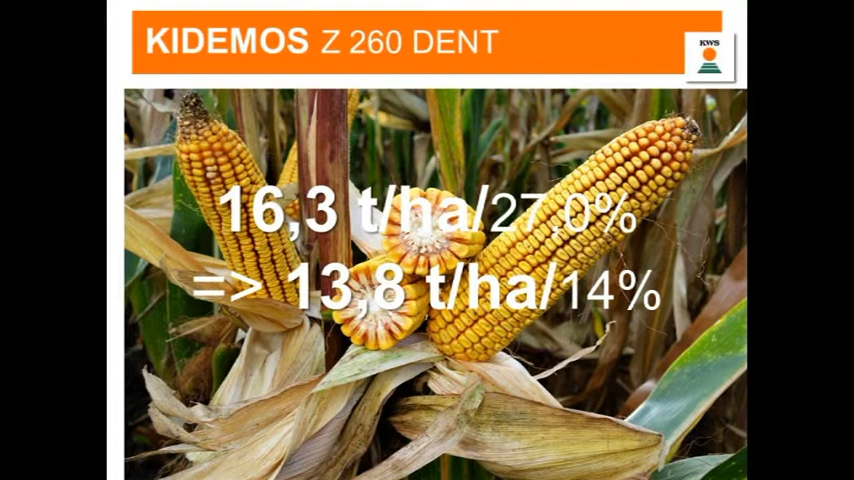 KIDEMOS Z 260 DENT
KWS
16,3 t/ha/27,0%
=> 13,8 t/ha/14%